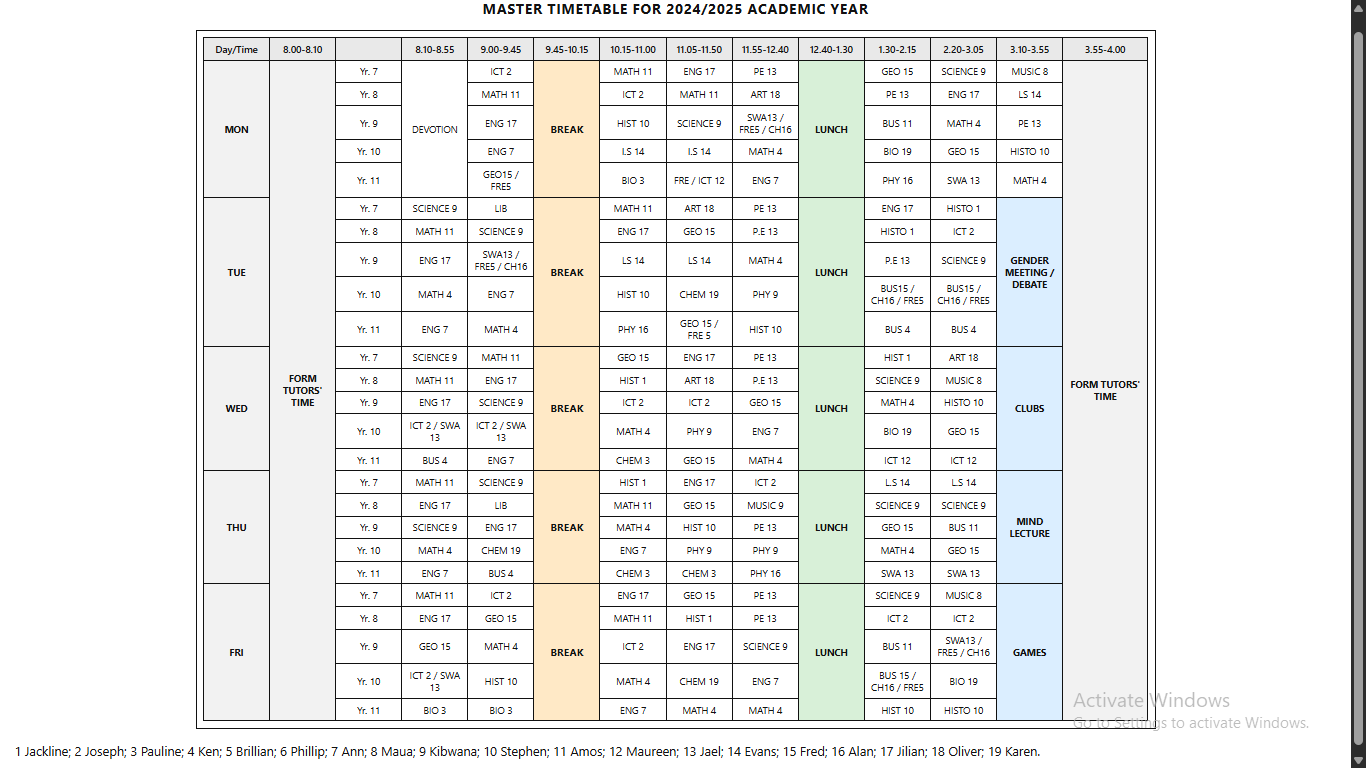 MASTER TIMETABLE FOR 2024/2025 ACADEMIC YEAR
Day/Time 8.00-8.10 8.10-8.55 9.00-9.45 9.45-10.15 10.15-11.00 11.05-11.50 11.55-12.40 12.40-1.30 1.30-2.15 2.20-3.05 3.10-3.55 3.55-4.00
MON FORM TUTORS' TIME DEVOTION BREAK LUNCH FORM TUTORS' TIME
Yr. 7 ICT 2 MATH 11 ENG 17 PE 13 GEO 15 SCIENCE 9 MUSIC 8
Yr. 8 MATH 11 ICT 2 MATH 11 ART 18 PE 13 ENG 17 LS 14
Yr. 9 ENG 17 HIST 10 SCIENCE 9 SWA13 / FRE5 / CH16 BUS 11 MATH 4 PE 13
Yr. 10 ENG 7 I.S 14 I.S 14 MATH 4 BIO 19 GEO 15 HISTO 10
Yr. 11 GEO15 / FRE5 BIO 3 FRE / ICT 12 ENG 7 PHY 16 SWA 13 MATH 4
TUE BREAK LUNCH GENDER MEETING / DEBATE
Yr. 7 SCIENCE 9 LIB MATH 11 ART 18 PE 13 ENG 17 HISTO 1
Yr. 8 MATH 11 SCIENCE 9 ENG 17 GEO 15 P.E 13 HISTO 1 ICT 2
Yr. 9 ENG 17 SWA13 / FRE5 / CH16 LS 14 LS 14 MATH 4 P.E 13 SCIENCE 9
Yr. 10 MATH 4 ENG 7 HIST 10 CHEM 19 PHY 9 BUS15 / CH16 / FRE5 BUS15 / CH16 / FRE5
Yr. 11 ENG 7 MATH 4 PHY 16 GEO 15 / FRE 5 HIST 10 BUS 4 BUS 4
WED BREAK LUNCH CLUBS
Yr. 7 SCIENCE 9 MATH 11 GEO 15 ENG 17 PE 13 HIST 1 ART 18
Yr. 8 MATH 11 ENG 17 HIST 1 ART 18 P.E 13 SCIENCE 9 MUSIC 8
Yr. 9 ENG 17 SCIENCE 9 ICT 2 ICT 2 GEO 15 MATH 4 HISTO 10
Yr. 10 ICT 2 / SWA 13 ICT 2 / SWA 13 MATH 4 PHY 9 ENG 7 BIO 19 GEO 15
Yr. 11 BUS 4 ENG 7 CHEM 3 GEO 15 MATH 4 ICT 12 ICT 12
THU BREAK LUNCH MIND LECTURE
Yr. 7 MATH 11 SCIENCE 9 HIST 1 ENG 17 ICT 2 L.S 14 L.S 14
Yr. 8 ENG 17 LIB MATH 11 GEO 15 MUSIC 9 SCIENCE 9 SCIENCE 9
Yr. 9 SCIENCE 9 ENG 17 MATH 4 HIST 10 PE 13 GEO 15 BUS 11
Yr. 10 MATH 4 CHEM 19 ENG 7 PHY 9 PHY 9 MATH 4 GEO 15
Yr. 11 ENG 7 BUS 4 CHEM 3 CHEM 3 PHY 16 SWA 13 SWA 13
FRI BREAK LUNCH GAMES
Yr. 7 MATH 11 ICT 2 ENG 17 GEO 15 PE 13 SCIENCE 9 MUSIC 8
Yr. 8 ENG 17 GEO 15 MATH 11 HIST 1 PE 13 ICT 2 ICT 2
Yr. 9 GEO 15 MATH 4 ICT 2 ENG 17 SCIENCE 9 BUS 11 SWA13 / FRE5 / CH16
Yr. 10 ICT 2 / SWA 13 HIST 10 MATH 4 CHEM 19 ENG 7 BUS 15 / CH16 / FRE5 BIO 19
Yr. 11 BIO 3 BIO 3 ENG 7 MATH 4 MATH 4 HIST 10 HISTO 10
Activate Windows
Go to Settings to activate Windows.
1 Jackline; 2 Joseph; 3 Pauline; 4 Ken; 5 Brillian; 6 Phillip; 7 Ann; 8 Maua; 9 Kibwana; 10 Stephen; 11 Amos; 12 Maureen; 13 Jael; 14 Evans; 15 Fred; 16 Alan; 17 Jilian; 18 Oliver; 19 Karen.